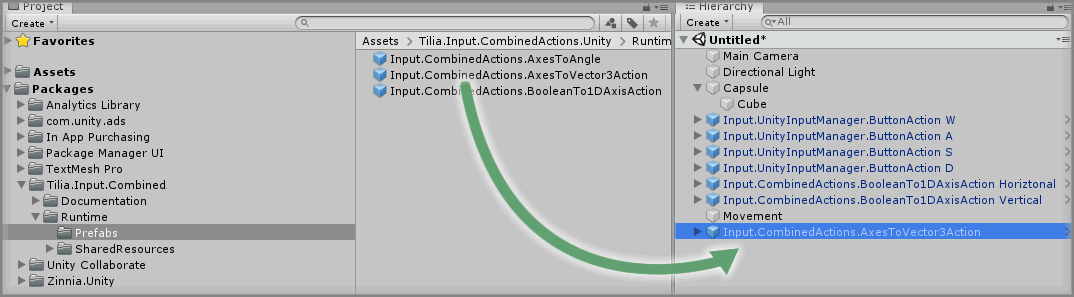 Project
Create
Favorites
Assets
Packages
Analytics Library
com.unity.ads
In App Purchasing
Package Manager UI
TextMesh Pro
Tilia.Input.Combined
Documentation
Runtime
Prefabs
SharedResources
Unity Collaborate
Zinnia.Unity
Assets > Tilia.Input.CombinedActions.Unity > Runtim
Input.CombinedActions.AxesToAngle
Input.CombinedActions.AxesToVector3Action
Input.CombinedActions.BooleanTo1DAxisAction
Hierarchy
Create
All
Untitled*
Main Camera
Directional Light
Capsule
Cube
Input.UnityInputManager.ButtonAction W
Input.UnityInputManager.ButtonAction A
Input.UnityInputManager.ButtonAction S
Input.UnityInputManager.ButtonAction D
Input.CombinedActions.BooleanTo1DAxisAction Horiztonal
Input.CombinedActions.BooleanTo1DAxisAction Vertical
Movement
Input.CombinedActions.AxesToVector3Action